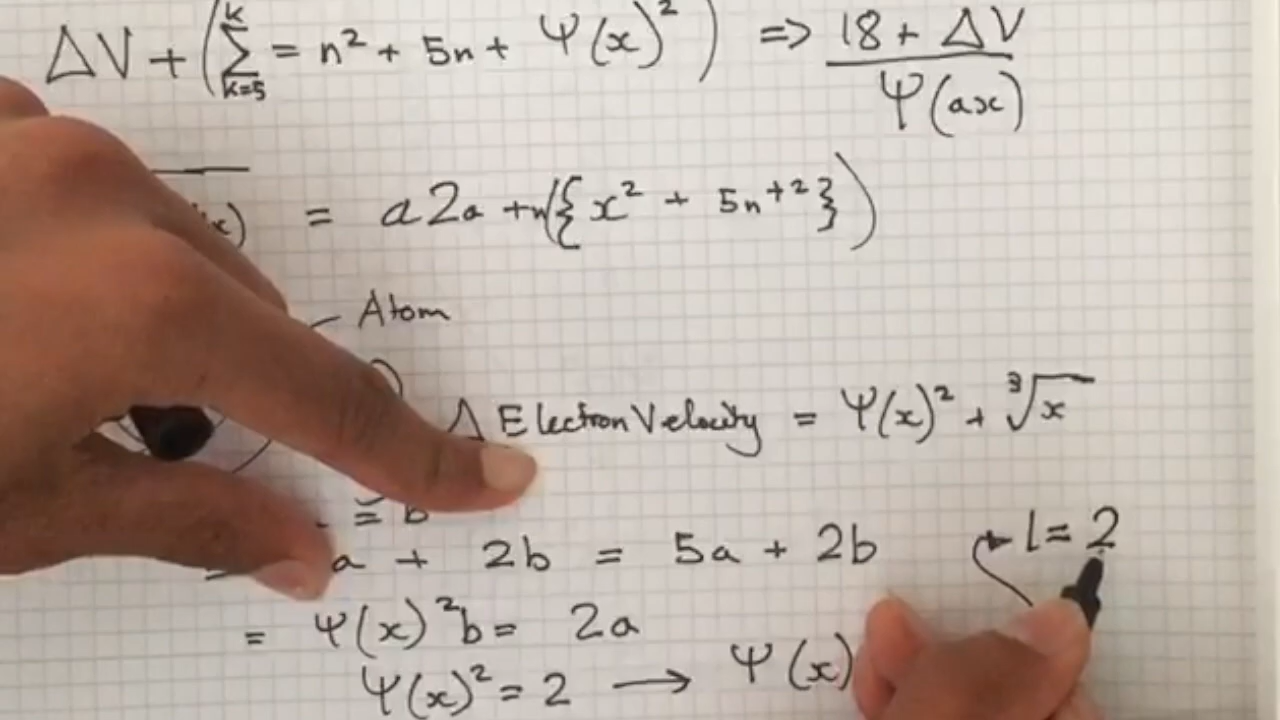 ΔV + (∑ k k=5 = n² + 5n + Ψ(x)²) => 18 + ΔV / Ψ(ax)
x) = a2a + n({x² + 5n⁺²})
Atom
Δ Electron Velocity = Ψ(x)² + ³√x
= b
a + 2b = 5a + 2b
l = 2
= Ψ(x)²b = 2a
Ψ(x)² = 2 → Ψ(x)